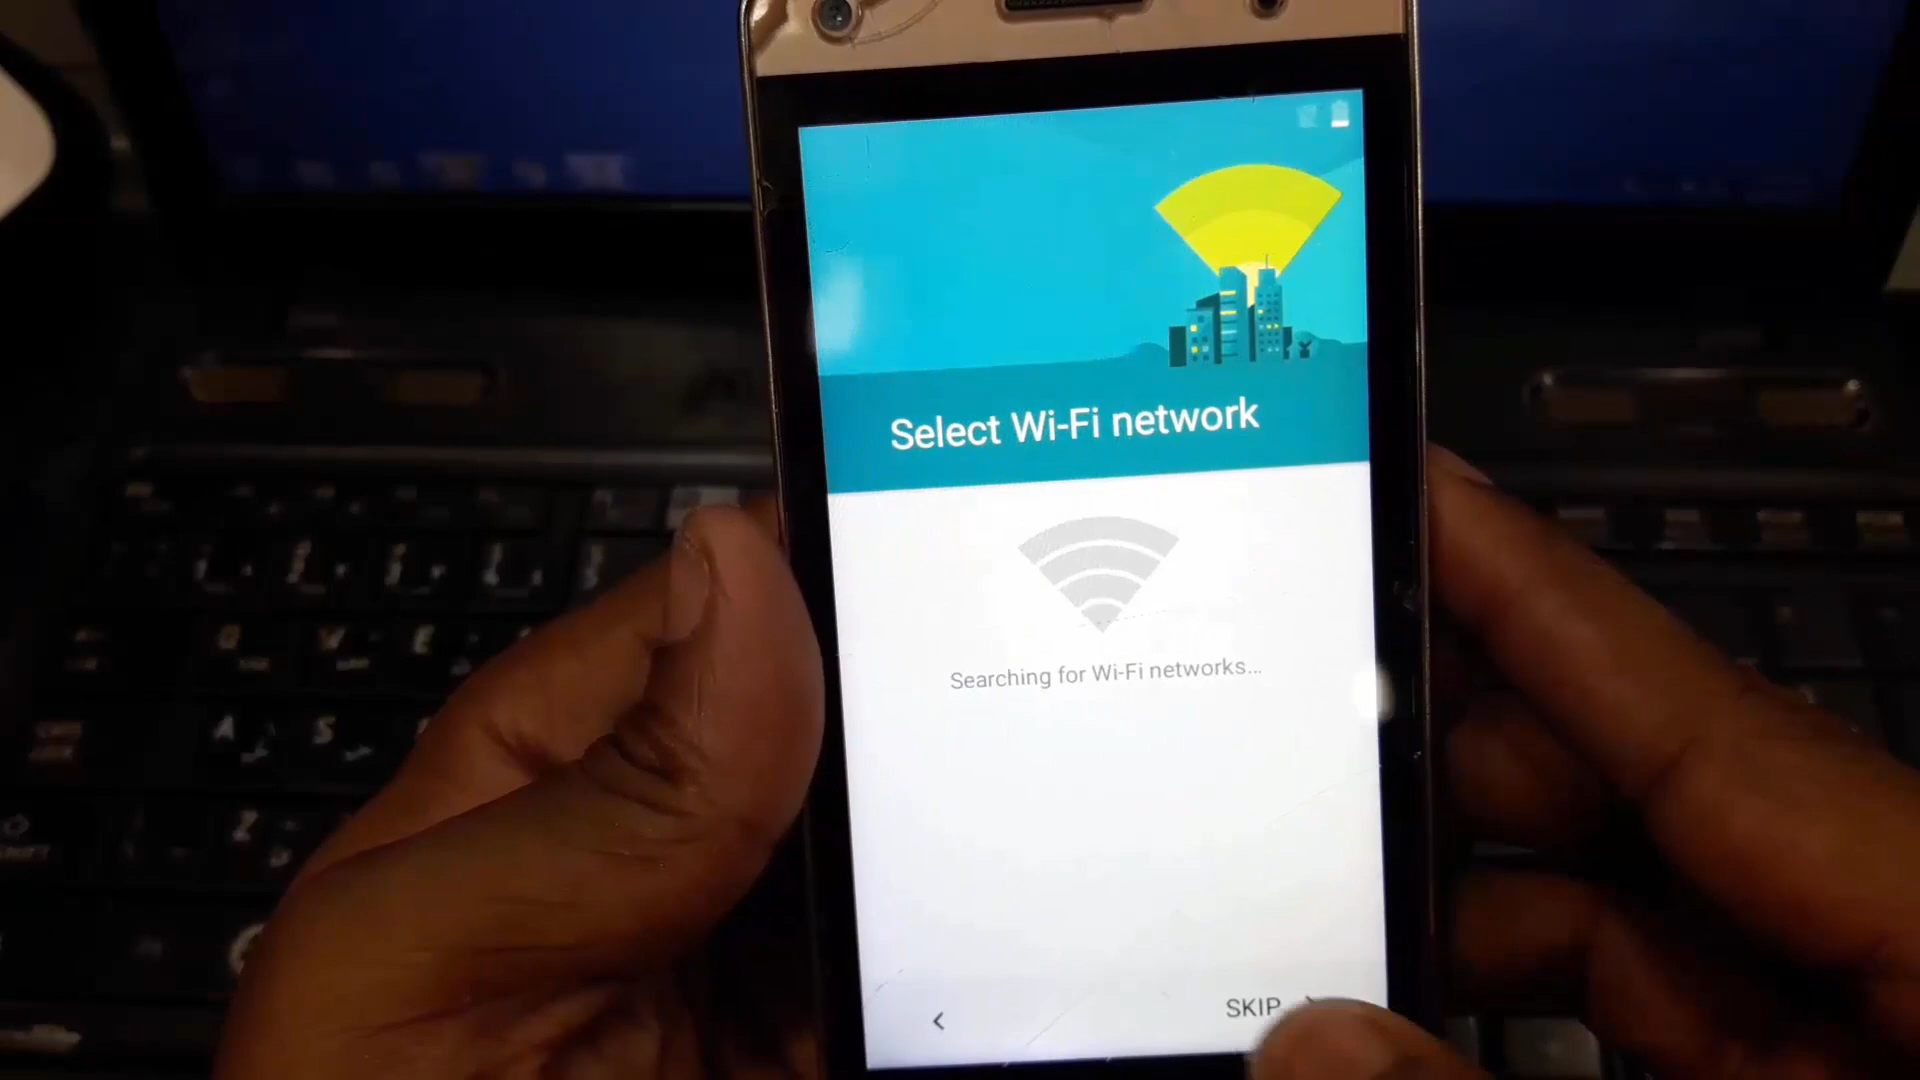 Select Wi-Fi network
Searching for Wi-Fi networks...
SKIP
Q
W
E
A
S
Z